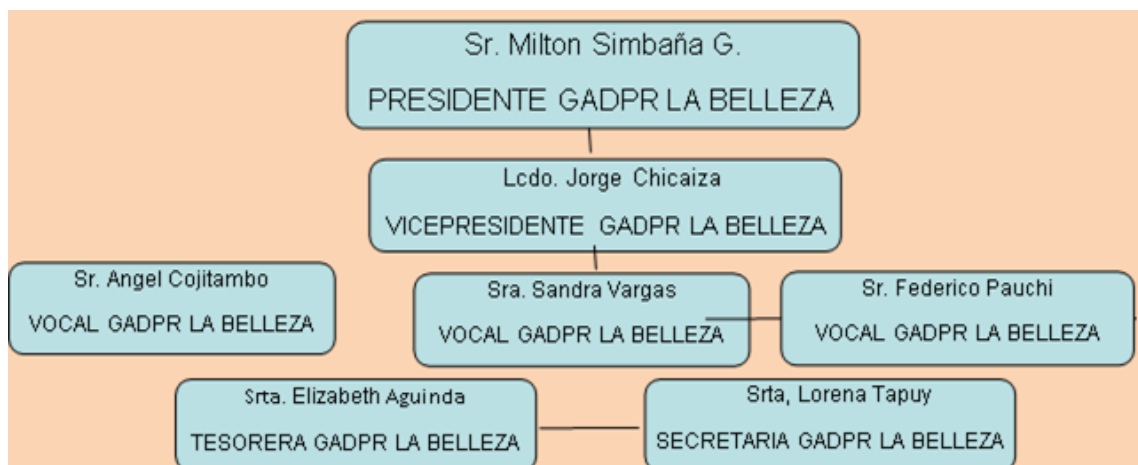 Sr. Milton Simbaña G.
PRESIDENTE GADPR LA BELLEZA
Lcdo. Jorge Chicaiza
VICEPRESIDENTE GADPR LA BELLEZA
Sr. Angel Cojitambo
VOCAL GADPR LA BELLEZA
Sra. Sandra Vargas
VOCAL GADPR LA BELLEZA
Sr. Federico Pauchi
VOCAL GADPR LA BELLEZA
Srta. Elizabeth Aguinda
TESORERA GADPR LA BELLEZA
Srta, Lorena Tapuy
SECRETARIA GADPR LA BELLEZA